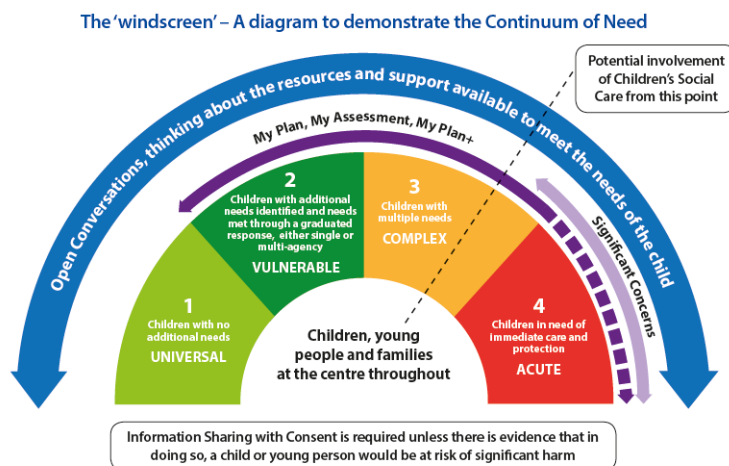 The ‘windscreen’ – A diagram to demonstrate the Continuum of Need
Potential involvement
of Children’s Social
Care from this point
Open Conversations, thinking about the resources and support available to meet the needs of the child
My Plan, My Assessment, My Plan+
Significant Concerns
1
Children with no
additional needs
UNIVERSAL
2
Children with additional
needs identified and needs
met through a graduated
response, either single or
multi-agency
VULNERABLE
3
Children with
multiple needs
COMPLEX
4
Children in need of
immediate care and
protection
ACUTE
Children, young
people and families
at the centre throughout
Information Sharing with Consent is required unless there is evidence that in
doing so, a child or young person would be at risk of significant harm